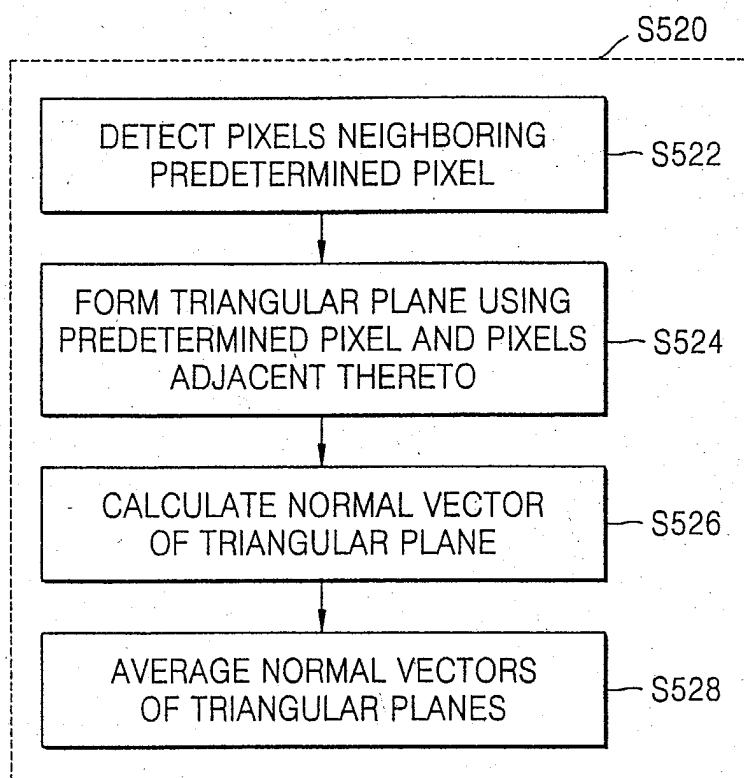 S520
DETECT PIXELS NEIGHBORING
PREDETERMINED PIXEL
S522
FORM TRIANGULAR PLANE USING
PREDETERMINED PIXEL AND PIXELS
ADJACENT THERETO
S524
CALCULATE NORMAL VECTOR
OF TRIANGULAR PLANE
S526
AVERAGE NORMAL VECTORS
OF TRIANGULAR PLANES
S528